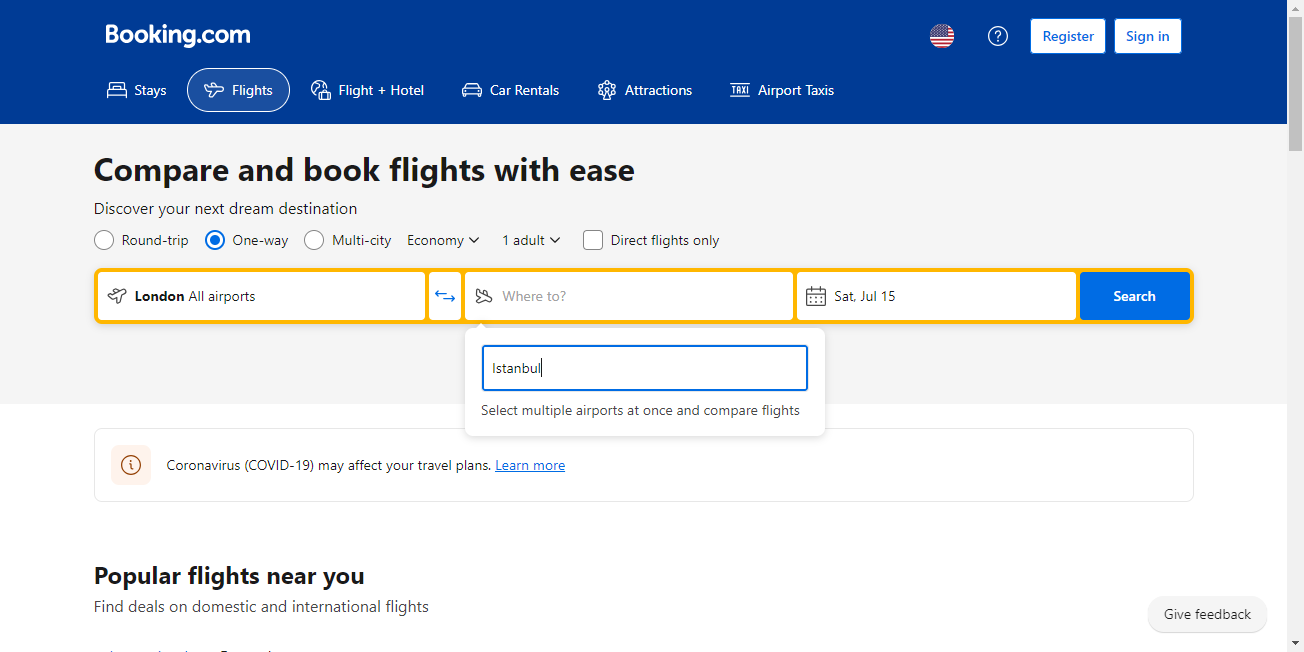 Booking.com
Register
Sign in
Stays
Flights
Flight + Hotel
Car Rentals
Attractions
TAXI
Airport Taxis
Compare and book flights with ease
Discover your next dream destination
Round-trip
One-way
Multi-city
Economy
1 adult
Direct flights only
London All airports
Where to?
Sat, Jul 15
Search
Istanbul
Select multiple airports at once and compare flights
Coronavirus (COVID-19) may affect your travel plans. Learn more
Popular flights near you
Find deals on domestic and international flights
Give feedback